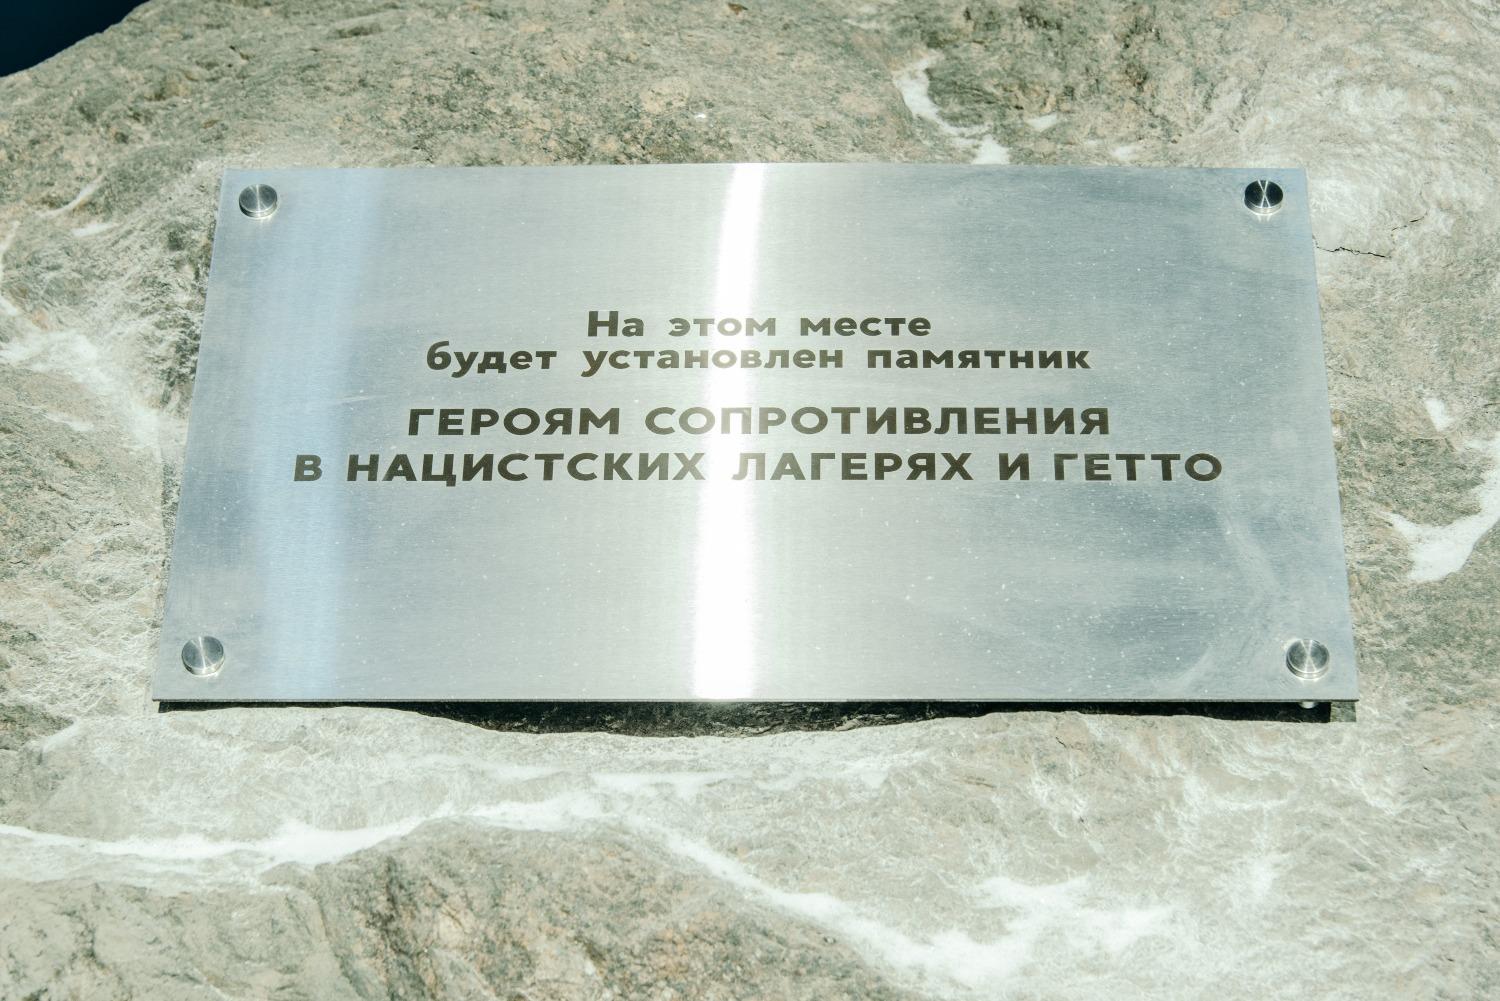 На этом месте
будет установлен памятник
ГЕРОЯМ СОПРОТИВЛЕНИЯ
В НАЦИСТСКИХ ЛАГЕРЯХ И ГЕТТО